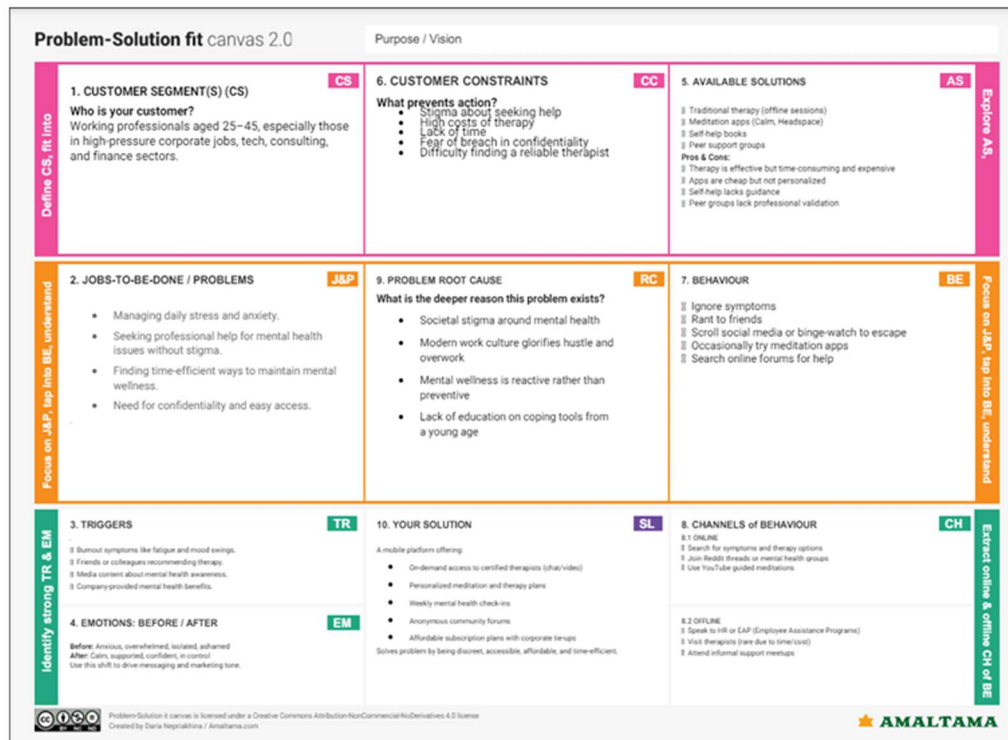 Problem-Solution fit canvas 2.0
Purpose / Vision
Define CS, fit into
1. CUSTOMER SEGMENT(S) (CS)
CS
Who is your customer?
Working professionals aged 25–45, especially those
in high-pressure corporate jobs, tech, consulting,
and finance sectors.
6. CUSTOMER CONSTRAINTS
CC
What prevents action?
• Stigma about seeking help
• High costs of therapy
• Lack of time
• Fear of breach in confidentiality
• Difficulty finding a reliable therapist
5. AVAILABLE SOLUTIONS
AS
Traditional therapy (offline sessions)
Meditation apps (Calm, Headspace)
Self-help books
Peer support groups
Pros & Cons:
Therapy is effective but time-consuming and expensive
Apps are cheap but not personalized
Self-help lacks guidance
Peer groups lack professional validation
Explore AS,
Focus on J&P, tap into BE, understand
2. JOBS-TO-BE-DONE / PROBLEMS
J&P
• Managing daily stress and anxiety.
• Seeking professional help for mental health
issues without stigma.
• Finding time-efficient ways to maintain mental
wellness.
• Need for confidentiality and easy access.
9. PROBLEM ROOT CAUSE
RC
What is the deeper reason this problem exists?
• Societal stigma around mental health
• Modern work culture glorifies hustle and
overwork
• Mental wellness is reactive rather than
preventive
• Lack of education on coping tools from
a young age
7. BEHAVIOUR
BE
Ignore symptoms
Rant to friends
Scroll social media or binge-watch to escape
Occasionally try meditation apps
Search online forums for help
Focus on J&P, tap into BE, understand
Identify strong TR & EM
3. TRIGGERS
TR
Burnout symptoms like fatigue and mood swings.
Friends or colleagues recommending therapy.
Media content about mental health awareness.
Company-provided mental health benefits.
4. EMOTIONS: BEFORE / AFTER
EM
Before: Anxious, overwhelmed, isolated, ashamed
After: Calm, supported, confident, in control
Use this shift to drive messaging and marketing tone.
10. YOUR SOLUTION
SL
A mobile platform offering:
• On-demand access to certified therapists (chat/video)
• Personalized meditation and therapy plans
• Weekly mental health check-ins
• Anonymous community forums
• Affordable subscription plans with corporate tie-ups
Solves problem by being discreet, accessible, affordable, and time-efficient.
8. CHANNELS of BEHAVIOUR
CH
8.1 ONLINE
Search for symptoms and therapy options
Join Reddit threads or mental health groups
Use YouTube guided meditations
8.2 OFFLINE
Speak to HR or EAP (Employee Assistance Programs)
Visit therapists (rare due to time/cost)
Attend informal support meetups
Extract online & offline CH of BE
CC BY NC ND
Problem-Solution it canvas is licensed under a Creative Commons Attribution-NonCommercial-NoDerivatives 4.0 license
Created by Daria Nepriakhina / Amaltama.com
AMALTAMA